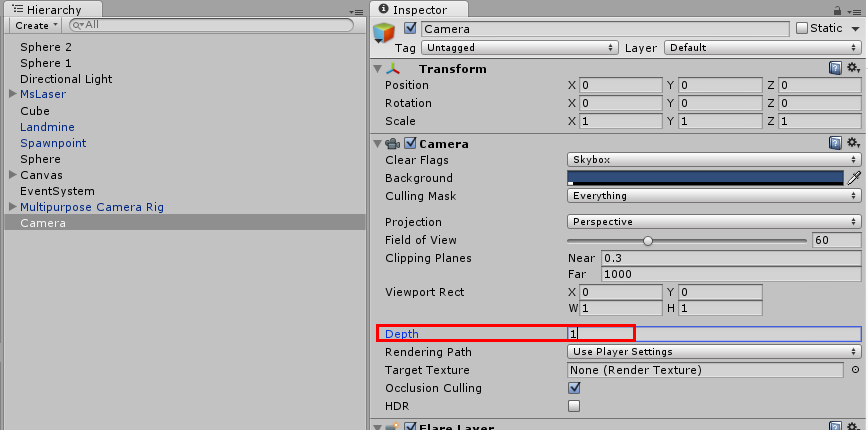 Hierarchy
Create
All
Sphere 2
Sphere 1
Directional Light
MsLaser
Cube
Landmine
Spawnpoint
Sphere
Canvas
EventSystem
Multipurpose Camera Rig
Camera
Inspector
Camera Static
Tag Untagged Layer Default
Transform
Position X 0 Y 0 Z 0
Rotation X 0 Y 0 Z 0
Scale X 1 Y 1 Z 1
Camera
Clear Flags Skybox
Background
Culling Mask Everything
Projection Perspective
Field of View 60
Clipping Planes Near 0.3
Far 1000
Viewport Rect X 0 Y 0
W 1 H 1
Depth 1
Rendering Path Use Player Settings
Target Texture None (Render Texture)
Occlusion Culling
HDR
Flare Layer